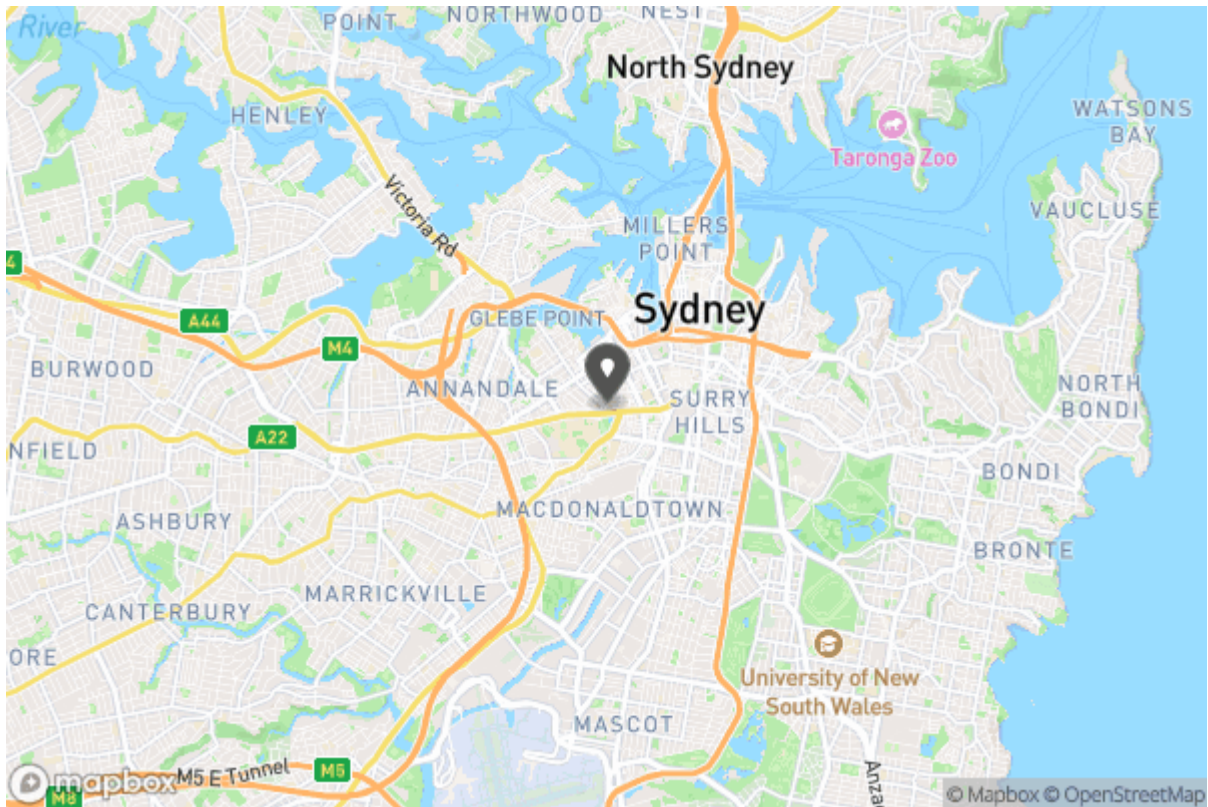 River
POINT
NORTHWOOD
NEST
North Sydney
HENLEY
Taronga Zoo
WATSONS
BAY
Victoria Rd
VAUCLUSE
MILLERS
POINT
4
A44
GLEBE POINT
Sydney
M4
BURWOOD
ANNANDALE
SURRY
HILLS
NORTH
BONDI
A22
NFIELD
BONDI
ASHBURY
MACDONALDTOWN
BRONTE
MARRICKVILLE
CANTERBURY
ORE
University of New
South Wales
MASCOT
M5 E Tunnel
M5
Anza
mapbox
M8
© Mapbox © OpenStreetMap